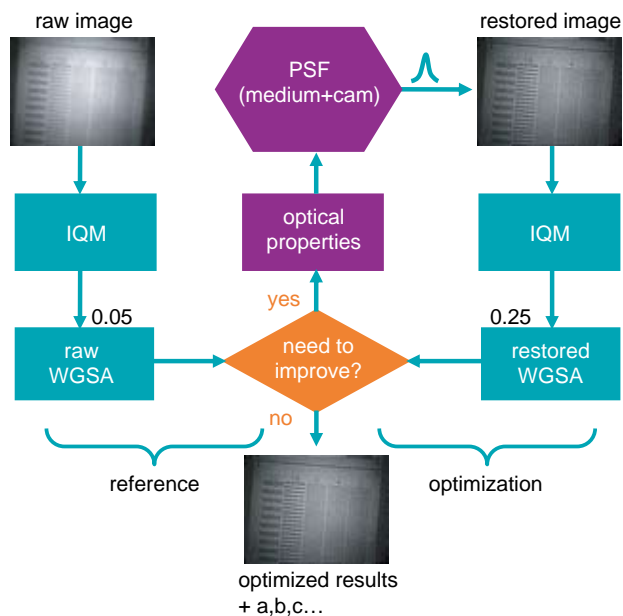 raw image
restored image
PSF
(medium+cam)
IQM
optical
properties
IQM
yes
0.05
0.25
raw
WGSA
need to
improve?
restored
WGSA
no
reference
optimization
optimized results
+ a,b,c…